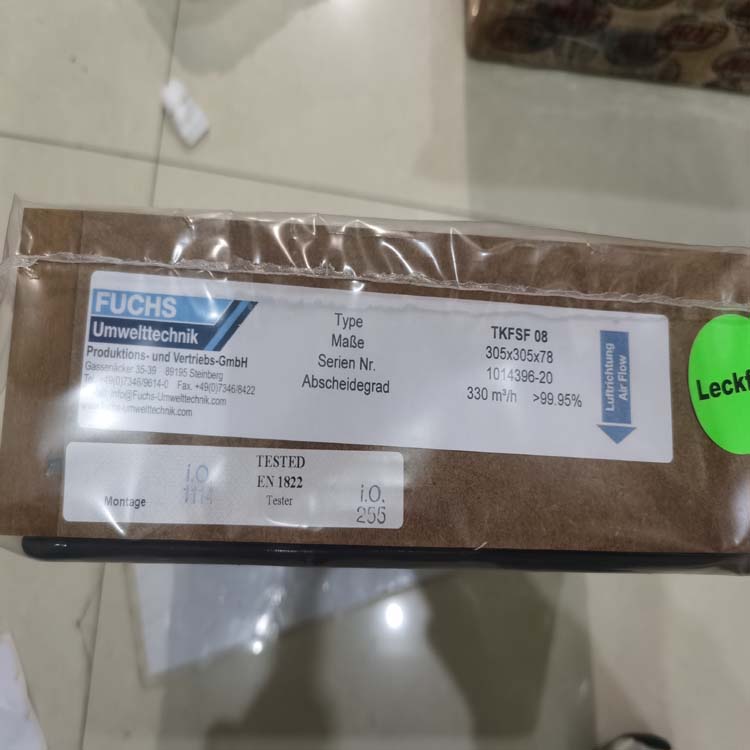 FUCHS
Umwelttechnik
Produktions- und Vertriebs-GmbH
Gassenäcker 35-39 89195 Steinberg
Tel. +49(0)7346/9614-0 Fax. +49(0)7346/8422
info@Fuchs-Umwelttechnik.com
Type TKFSF 08
Maße 305x305x78
Serien Nr. 1014396-20
Abscheidegrad 330 m³/h >99.95%
Luftrichtung
Air Flow
Leckf
Montage i.O. 1114
TESTED
EN 1822
Tester i.O. 255